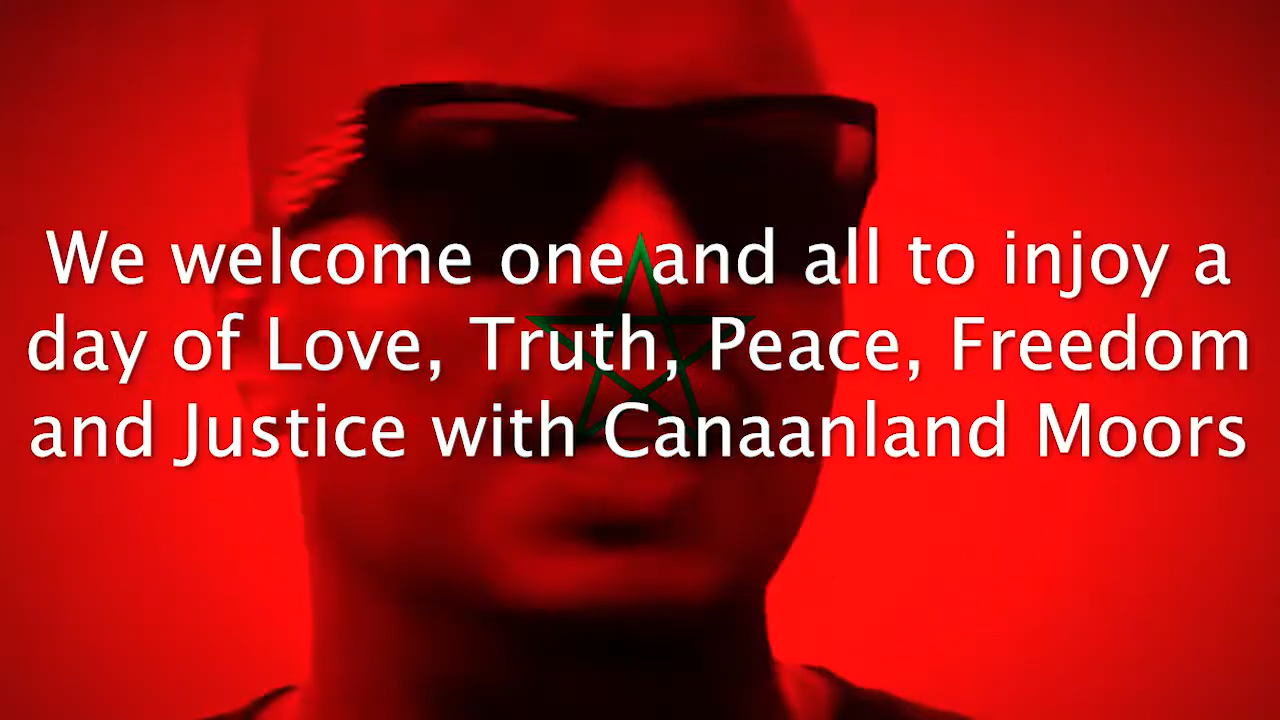 We welcome one and all to injoy a
day of Love, Truth, Peace, Freedom
and Justice with Canaanland Moors